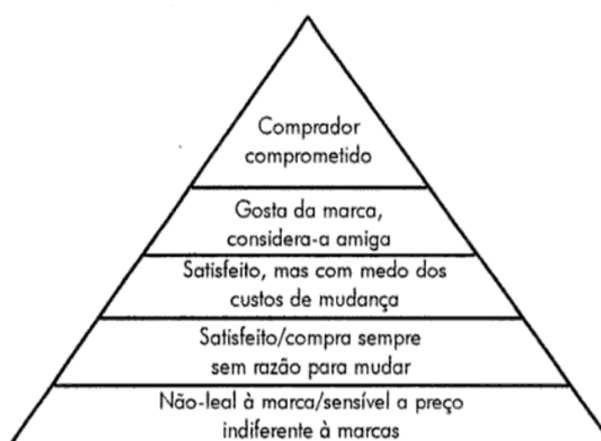 Comprador
comprometido
Gosta da marca,
considera-a amiga
Satisfeito, mas com medo dos
custos de mudança
Satisfeito/compra sempre
sem razão para mudar
Não-leal à marca/sensível a preço
indiferente à marcas